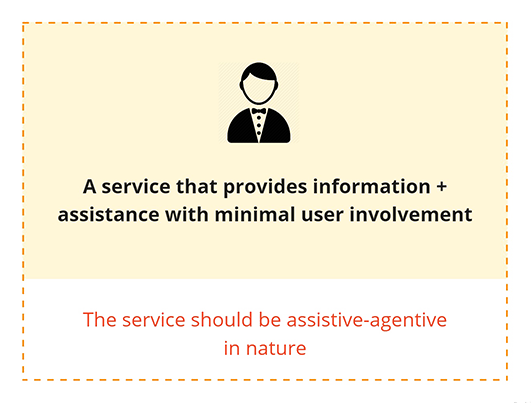 A service that provides information +
assistance with minimal user involvement
The service should be assistive-agentive
in nature